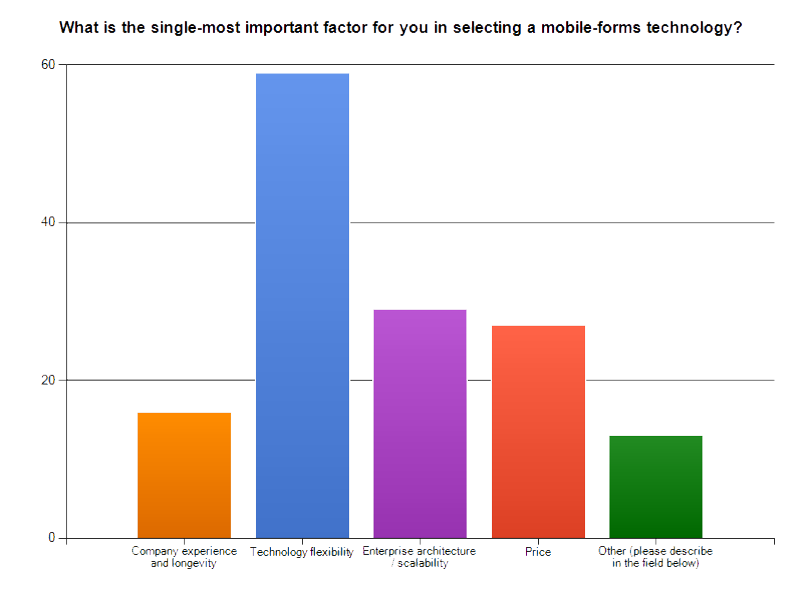 What is the single-most important factor for you in selecting a mobile-forms technology?
60
40
20
0
Company experience
and longevity
Technology flexibility
Enterprise architecture
/ scalability
Price
Other (please describe
in the field below)